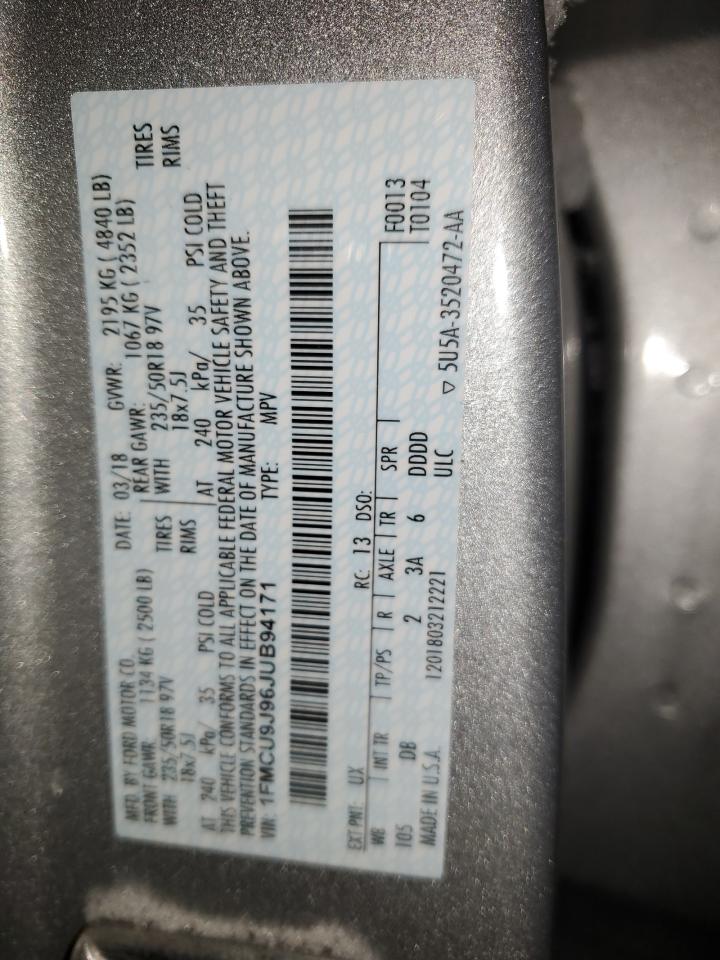 MFD. BY FORD MOTOR CO. DATE: 03/18 GVWR: 2195 KG ( 4840 LB)
FRONT GAWR: 1134 KG ( 2500 LB) REAR GAWR: 1067 KG ( 2352 LB)
WITH 235/50R18 97V TIRES WITH 235/50R18 97V TIRES
18x7.5J RIMS 18x7.5J RIMS
AT 240 kPa/ 35 PSI COLD AT 240 kPa/ 35 PSI COLD
THIS VEHICLE CONFORMS TO ALL APPLICABLE FEDERAL MOTOR VEHICLE SAFETY AND THEFT
PREVENTION STANDARDS IN EFFECT ON THE DATE OF MANUFACTURE SHOWN ABOVE.
VIN: 1FMCU9J96JUB94171 TYPE: MPV
EXT PNT: UX RC: 13 DSO:
WB INT TR TP/PS R AXLE TR SPR F0013
105 DB 2 3A 6 DDDD T0104
MADE IN U.S.A. 1201803212221 ULC ▽ 5U5A-3520472-AA